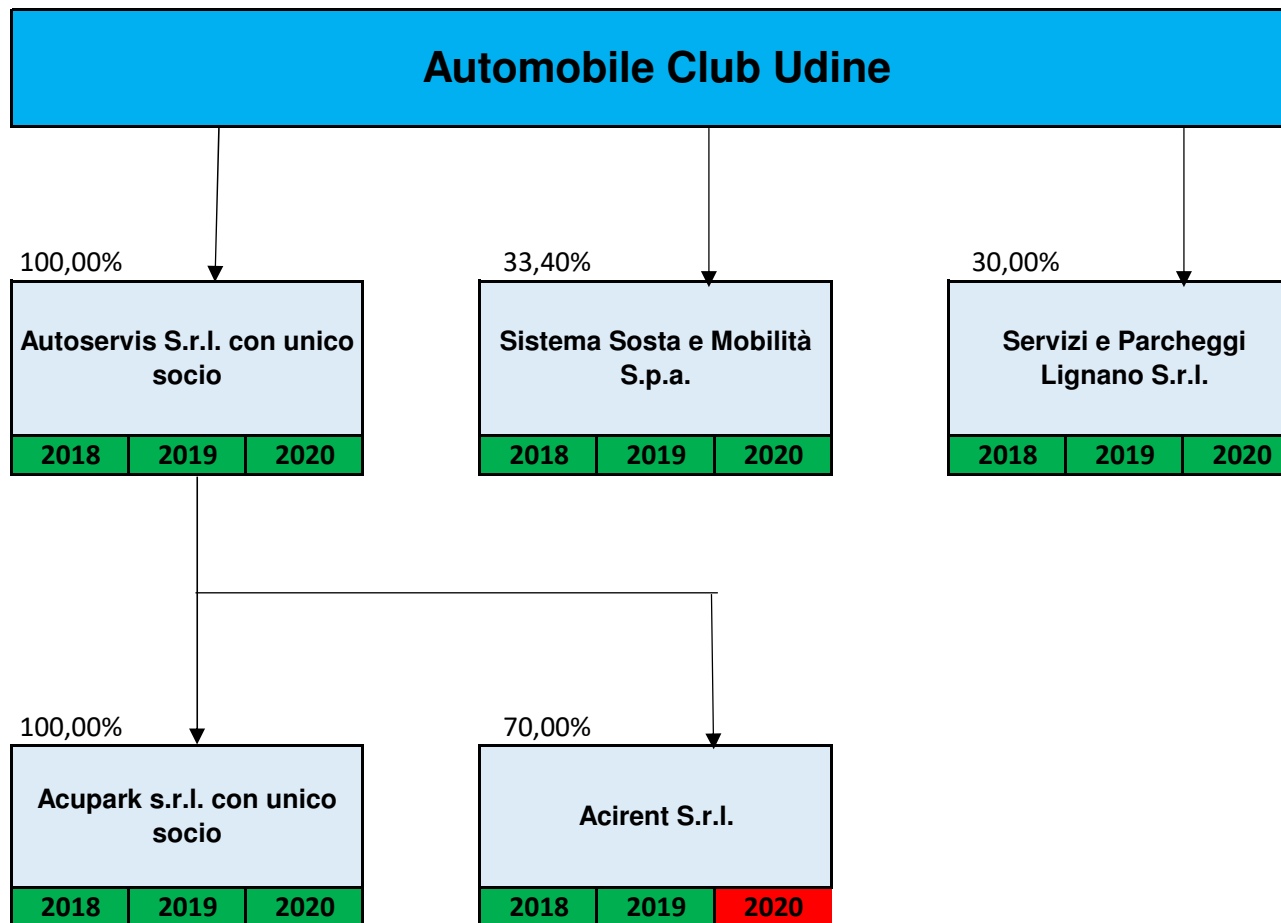 Automobile Club Udine
100,00%
33,40%
30,00%
Autoservis S.r.l. con unico
socio
Sistema Sosta e Mobilità
S.p.a.
Servizi e Parcheggi
Lignano S.r.l.
2018 2019 2020
2018 2019 2020
2018 2019 2020
100,00%
70,00%
Acupark s.r.l. con unico
socio
Acirent S.r.l.
2018 2019 2020
2018 2019 2020